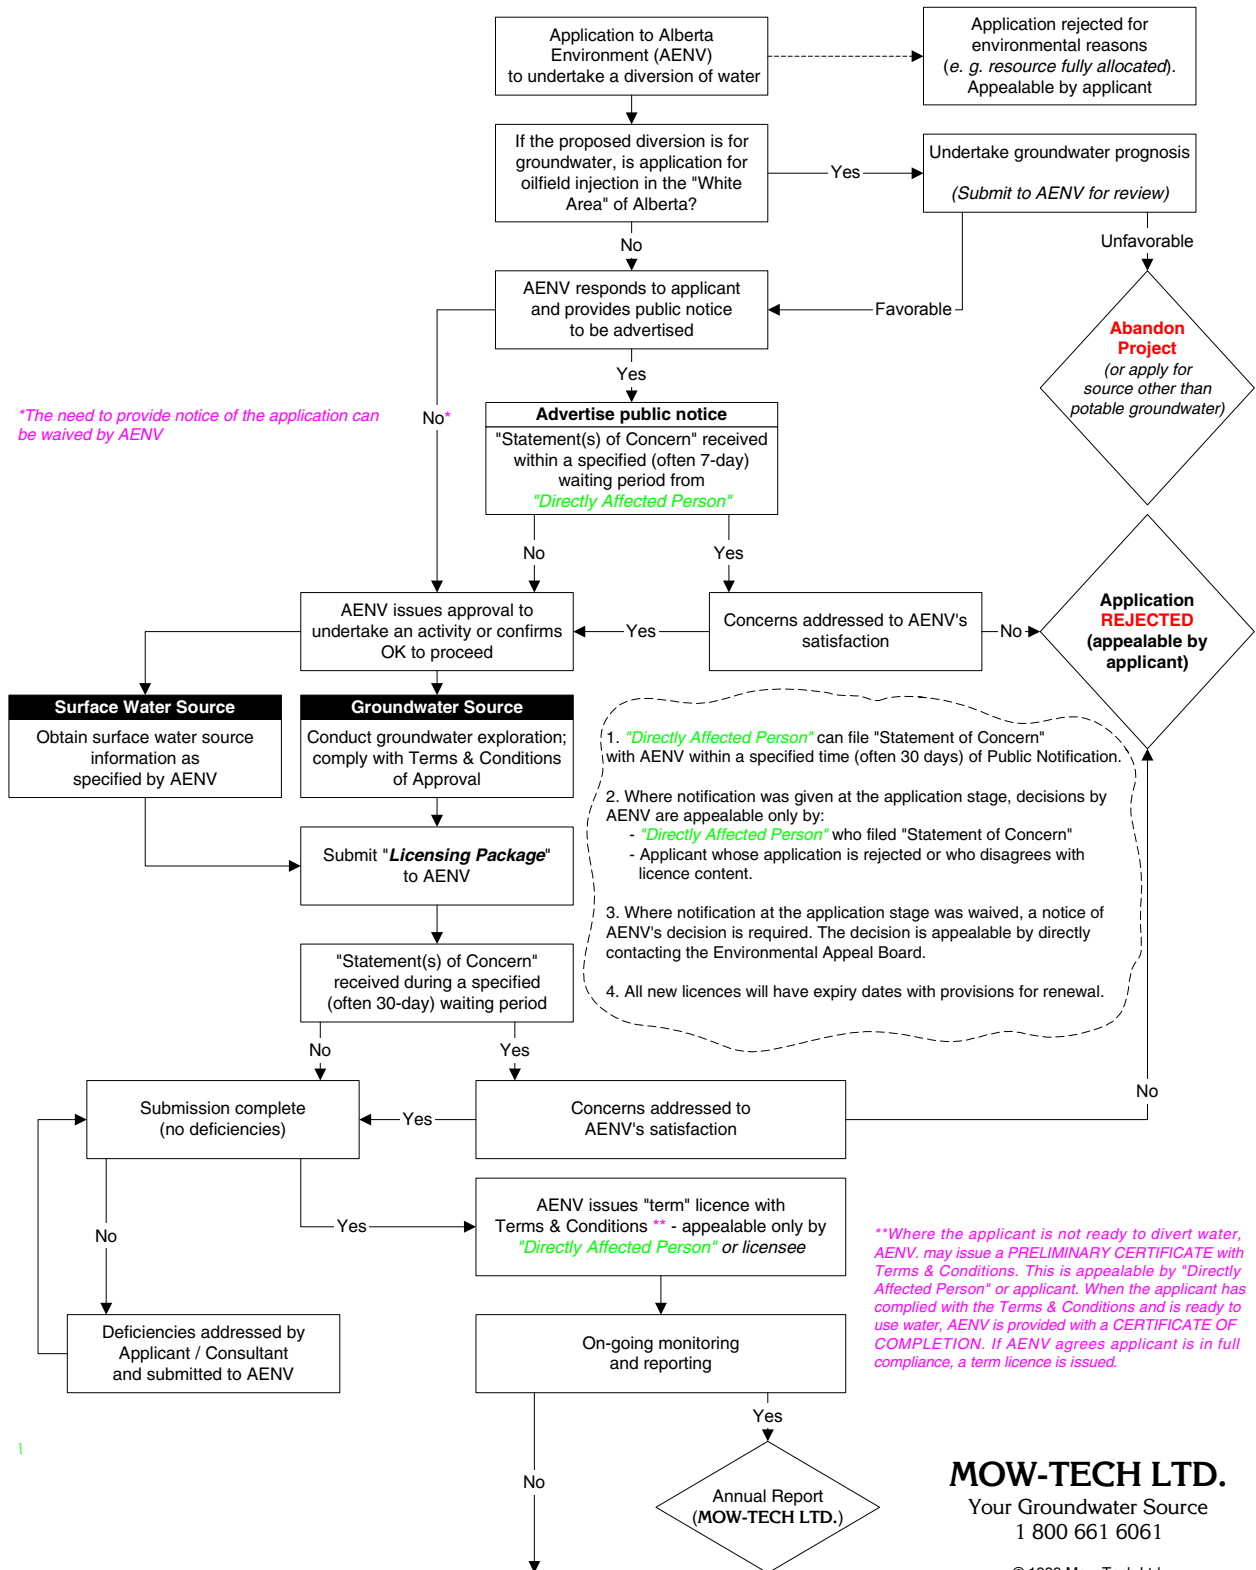 Application to Alberta
Environment (AENV)
to undertake a diversion of water
Application rejected for
environmental reasons
(e. g. resource fully allocated).
Appealable by applicant
If the proposed diversion is for
groundwater, is application for
oilfield injection in the "White
Area" of Alberta?
Yes
Undertake groundwater prognosis
(Submit to AENV for review)
No
Unfavorable
AENV responds to applicant
and provides public notice
to be advertised
Favorable
Abandon
Project
(or apply for
source other than
potable groundwater)
Yes
*The need to provide notice of the application can
be waived by AENV
No*
Advertise public notice
"Statement(s) of Concern" received
within a specified (often 7-day)
waiting period from
"Directly Affected Person"
No
Yes
AENV issues approval to
undertake an activity or confirms
OK to proceed
Yes
Concerns addressed to AENV's
satisfaction
No
Application
REJECTED
(appealable by
applicant)
Surface Water Source
Obtain surface water source
information as
specified by AENV
Groundwater Source
Conduct groundwater exploration;
comply with Terms & Conditions
of Approval
1. "Directly Affected Person" can file "Statement of Concern"
with AENV within a specified time (often 30 days) of Public Notification.
2. Where notification was given at the application stage, decisions by
AENV are appealable only by:
- "Directly Affected Person" who filed "Statement of Concern"
- Applicant whose application is rejected or who disagrees with
licence content.
3. Where notification at the application stage was waived, a notice of
AENV's decision is required. The decision is appealable by directly
contacting the Environmental Appeal Board.
4. All new licences will have expiry dates with provisions for renewal.
Submit "Licensing Package"
to AENV
"Statement(s) of Concern"
received during a specified
(often 30-day) waiting period
No
Yes
No
Submission complete
(no deficiencies)
Yes
Concerns addressed to
AENV's satisfaction
No
Yes
AENV issues "term" licence with
Terms & Conditions ** - appealable only by
"Directly Affected Person" or licensee
**Where the applicant is not ready to divert water,
AENV. may issue a PRELIMINARY CERTIFICATE with
Terms & Conditions. This is appealable by "Directly
Affected Person" or applicant. When the applicant has
complied with the Terms & Conditions and is ready to
use water, AENV is provided with a CERTIFICATE OF
COMPLETION. If AENV agrees applicant is in full
compliance, a term licence is issued.
Deficiencies addressed by
Applicant / Consultant
and submitted to AENV
On-going monitoring
and reporting
Yes
No
Annual Report
(MOW-TECH LTD.)
MOW-TECH LTD.
Your Groundwater Source
1 800 661 6061